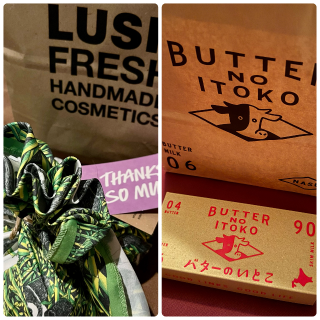 LUSH
FRESH
HANDMADE
COSMETICS
THANKS
SO MU
BUTTER
NO
ITOKO
BUTTER
MILK
06
04
BUTTER
BUTTER
NO
ITOKO
90
バターのいとこ